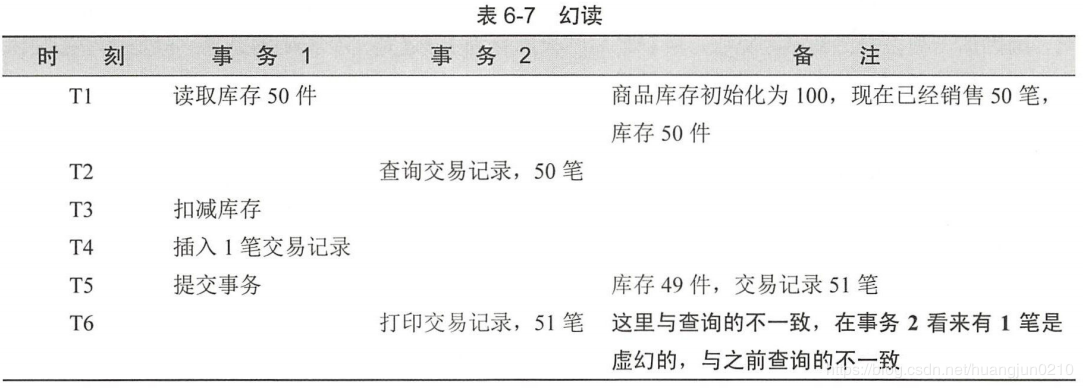 表 6-7 幻读
时 刻 事 务 1 事 务 2 备 注
T1 读取库存 50 件 商品库存初始化为 100，现在已经销售 50 笔，
库存 50 件
T2 查询交易记录，50 笔
T3 扣减库存
T4 插入 1 笔交易记录
T5 提交事务 库存 49 件，交易记录 51 笔
T6 打印交易记录，51 笔 这里与查询的不一致，在事务 2 看来有 1 笔是
虚幻的，与之前查询的不一致
https://blog.csdn.net/huangjun0210